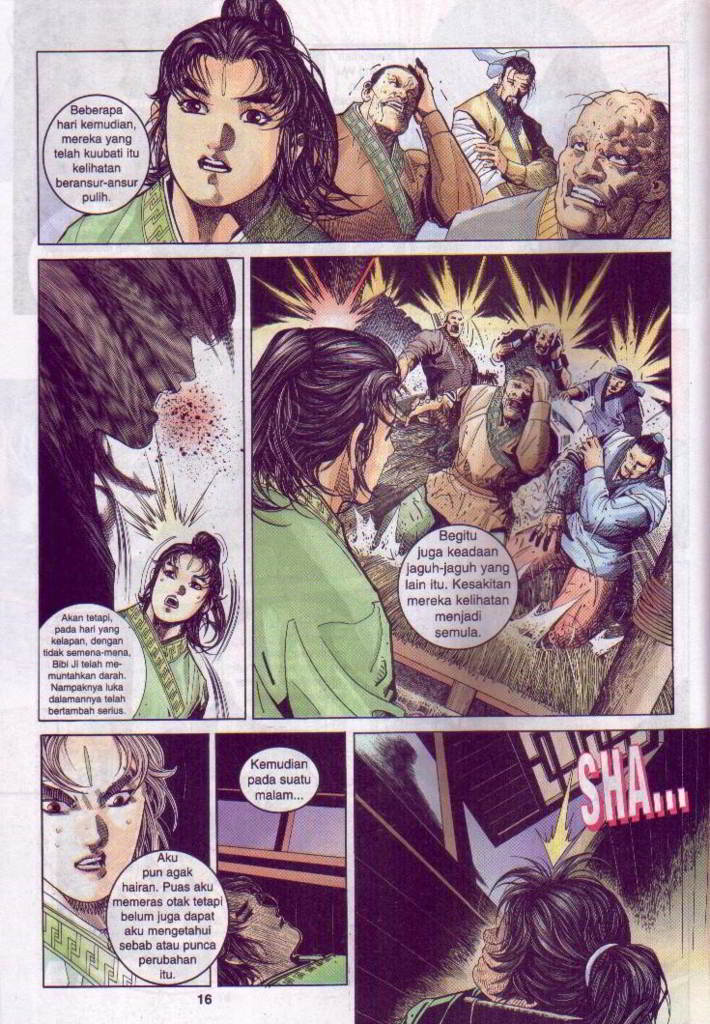 Beberapa
hari kemudian,
mereka yang
telah kuubati itu
kelihatan
beransur-ansur
pulih.
Akan tetapi,
pada hari yang
kelapan, dengan
tidak semena-mena,
Bibi Ji telah me-
muntahkan darah.
Nampaknya luka
dalamannya telah
bertambah serius.
Begitu
juga keadaan
jaguh-jaguh yang
lain itu. Kesakitan
mereka kelihatan
menjadi
semula.
Aku
pun agak
hairan. Puas aku
memeras otak tetapi
belum juga dapat
aku mengetahui
sebab atau punca
perubahan
itu.
Kemudian
pada suatu
malam...
SHA...
16